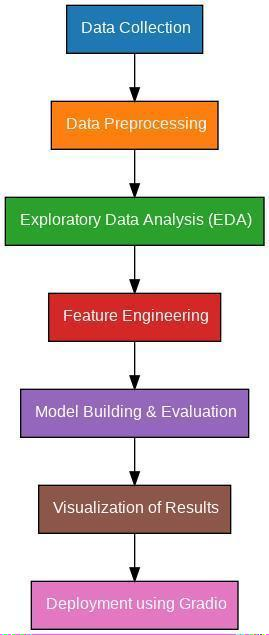 Data Collection
Data Preprocessing
Exploratory Data Analysis (EDA)
Feature Engineering
Model Building & Evaluation
Visualization of Results
Deployment using Gradio